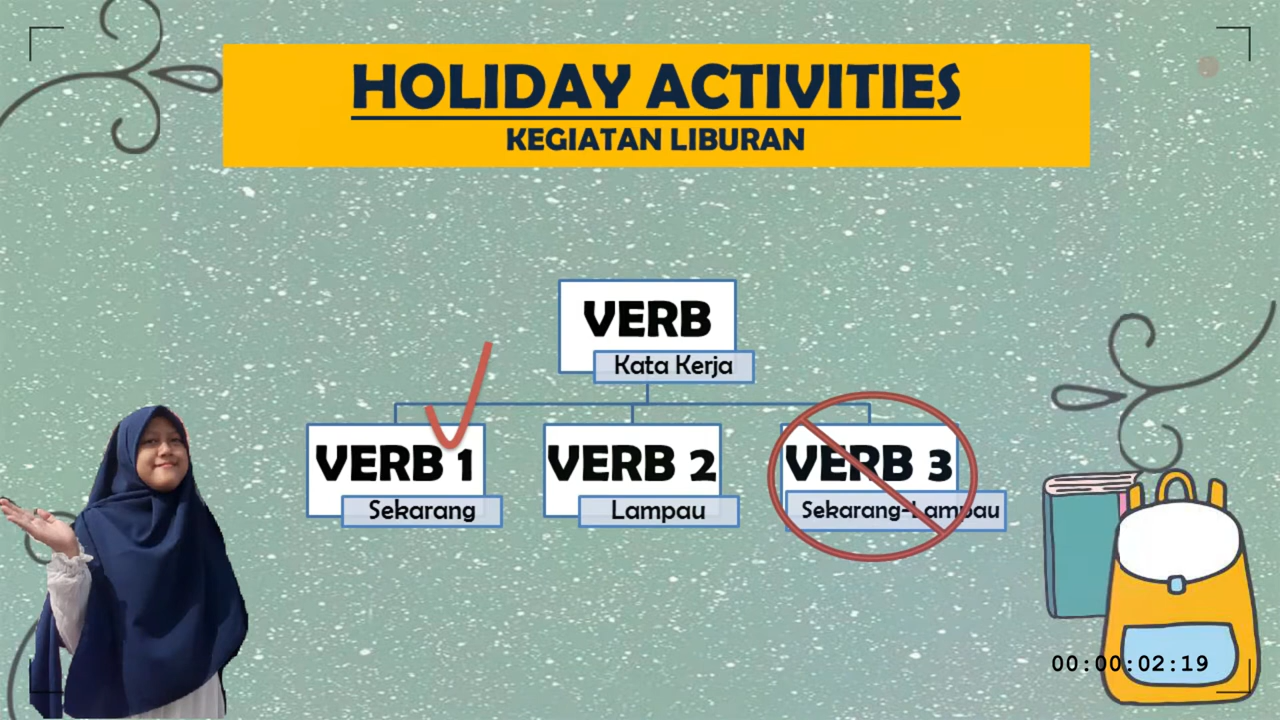 HOLIDAY ACTIVITIES
KEGIATAN LIBURAN
VERB
Kata Kerja
VERB 1
Sekarang
VERB 2
Lampau
VERB 3
Sekarang-Lampau
00:00:02:19